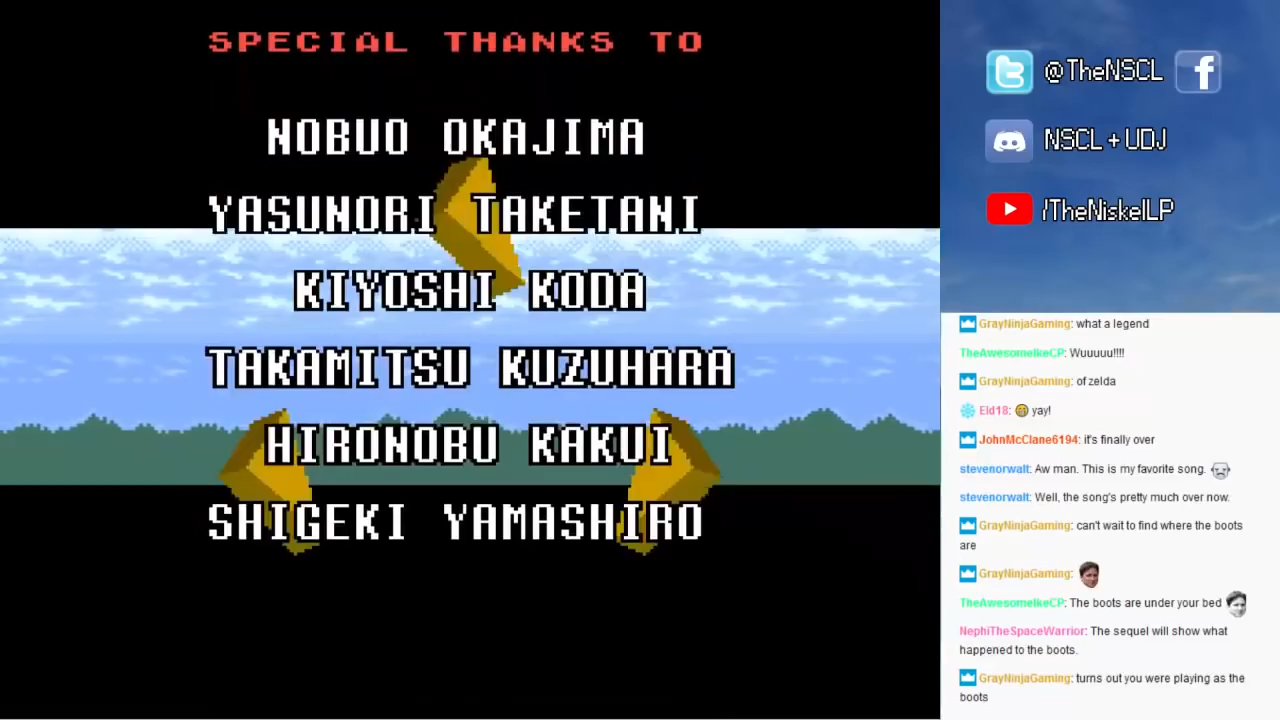 SPECIAL THANKS TO
NOBUO OKAJIMA
YASUNORI TAKETANI
KIYOSHI KODA
TAKAMITSU KUZUHARA
HIRONOBU KAKUI
SHIGEKI YAMASHIRO
@TheNSCL
NSCL + UDJ
/TheNiskelLP
GrayNinjaGaming: what a legend
TheAwesomeIkeCP: Wuuuuu!!!!
GrayNinjaGaming: of zelda
Eld18: yay!
JohnMcClane6194: it's finally over
stevenorwalt: Aw man. This is my favorite song.
stevenorwalt: Well, the song's pretty much over now.
GrayNinjaGaming: can't wait to find where the boots
are
GrayNinjaGaming:
TheAwesomeIkeCP: The boots are under your bed
NephiTheSpaceWarrior: The sequel will show what
happened to the boots.
GrayNinjaGaming: turns out you were playing as the
boots